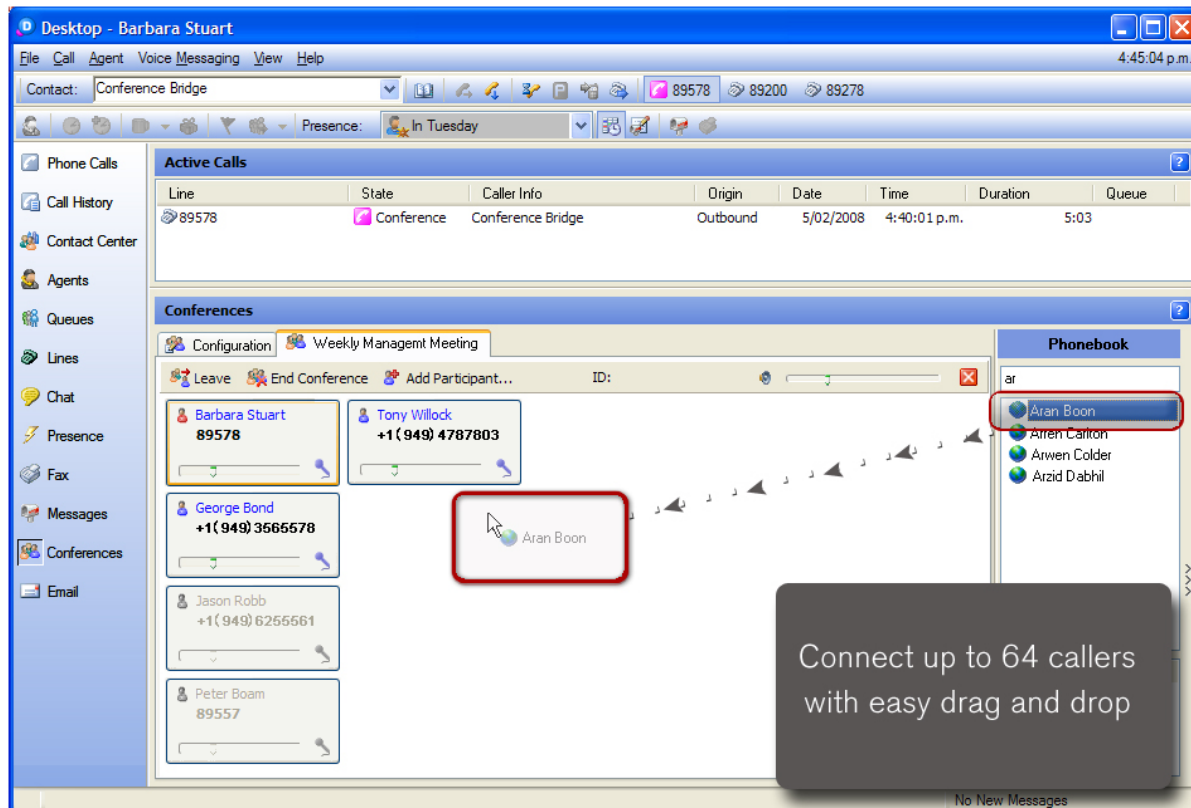 Desktop - Barbara Stuart
File Call Agent Voice Messaging View Help 4:45:04 p.m.
Contact: Conference Bridge 89578 89200 89278
Presence: In Tuesday
Phone Calls
Call History
Contact Center
Agents
Queues
Lines
Chat
Presence
Fax
Messages
Conferences
Email
Active Calls
Line State Caller Info Origin Date Time Duration Queue
89578 Conference Conference Bridge Outbound 5/02/2008 4:40:01 p.m. 5:03
Conferences
Configuration Weekly Managemt Meeting
Leave End Conference Add Participant... ID:
Barbara Stuart
89578
Tony Willock
+1(949)4787803
George Bond
+1(949)3565578
Jason Robb
+1(949)6255561
Peter Boam
89557
Aran Boon
Phonebook
ar
Aran Boon
Arren Carlton
Arwen Colder
Arzid Dabhil
Connect up to 64 callers
with easy drag and drop
No New Messages